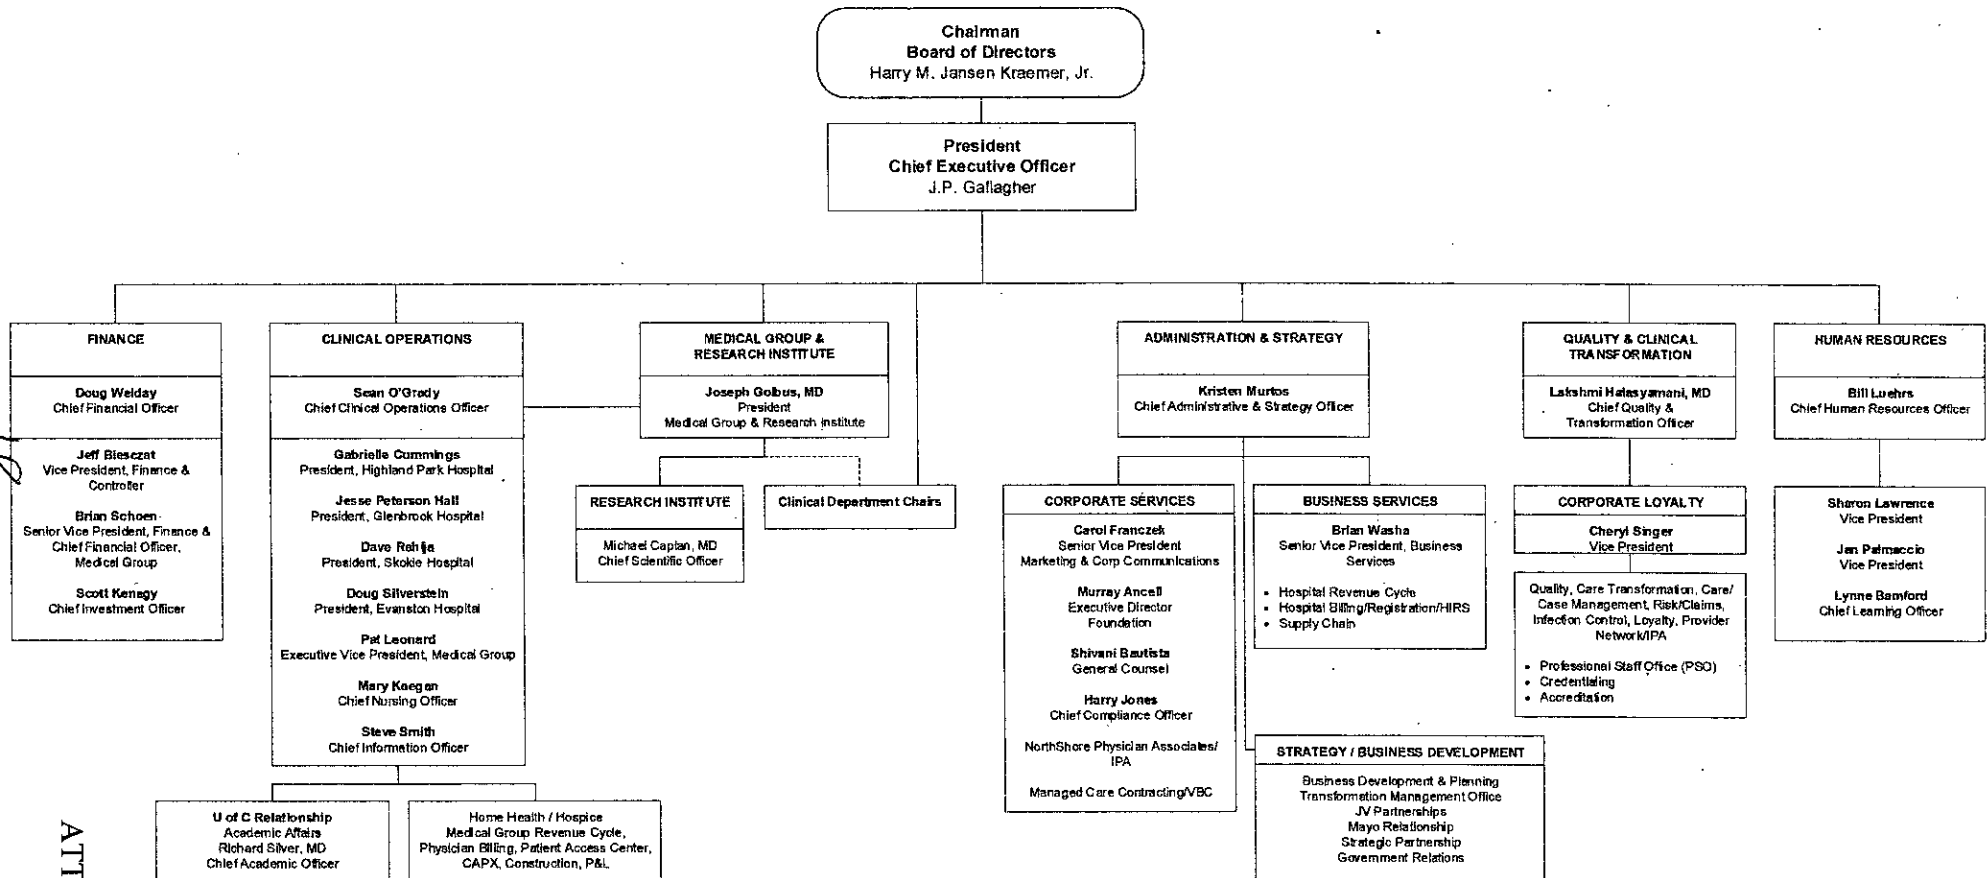 Chairman
Board of Directors
Harry M. Jansen Kraemer, Jr.
President
Chief Executive Officer
J.P. Gallagher
FINANCE
Doug Welday
Chief Financial Officer
Jeff Biesczat
Vice President, Finance &
Controller
Brian Schoen
Senior Vice President, Finance &
Chief Financial Officer,
Medical Group
Scott Kenagy
Chief Investment Officer
CLINICAL OPERATIONS
Sean O'Grady
Chief Clinical Operations Officer
Gabrielle Cummings
President, Highland Park Hospital
Jesse Peterson Hall
President, Glenbrook Hospital
Dave Rahija
President, Skokie Hospital
Doug Silverstein
President, Evanston Hospital
Pat Leonard
Executive Vice President, Medical Group
Mary Keegan
Chief Nursing Officer
Steve Smith
Chief Information Officer
U of C Relationship
Academic Affairs
Richard Silver, MD
Chief Academic Officer
Home Health / Hospice
Medical Group Revenue Cycle,
Physician Billing, Patient Access Center,
CAPX, Construction, P&L
MEDICAL GROUP &
RESEARCH INSTITUTE
Joseph Golbus, MD
President
Medical Group & Research Institute
RESEARCH INSTITUTE
Michael Caplan, MD
Chief Scientific Officer
Clinical Department Chairs
ADMINISTRATION & STRATEGY
Kristen Murtos
Chief Administrative & Strategy Officer
CORPORATE SERVICES
Carol Franczek
Senior Vice President
Marketing & Corp Communications
Murray Ancell
Executive Director
Foundation
Shivani Bautista
General Counsel
Harry Jones
Chief Compliance Officer
NorthShore Physician Associates/
IPA
Managed Care Contracting/VBC
BUSINESS SERVICES
Brian Washa
Senior Vice President, Business
Services
• Hospital Revenue Cycle
• Hospital Billing/Registration/HIRS
• Supply Chain
STRATEGY / BUSINESS DEVELOPMENT
Business Development & Planning
Transformation Management Office
JV Partnerships
Mayo Relationship
Strategic Partnership
Government Relations
QUALITY & CLINICAL
TRANSFORMATION
Lakshmi Halasyamani, MD
Chief Quality &
Transformation Officer
CORPORATE LOYALTY
Cheryl Singer
Vice President
Quality, Care Transformation, Care/
Case Management, Risk/Claims,
Infection Control, Loyalty, Provider
Network/IPA
• Professional Staff Office (PSO)
• Credentialing
• Accreditation
HUMAN RESOURCES
Bill Luehrs
Chief Human Resources Officer
Sharon Lawrence
Vice President
Jan Palmaccio
Vice President
Lynne Bamford
Chief Learning Officer